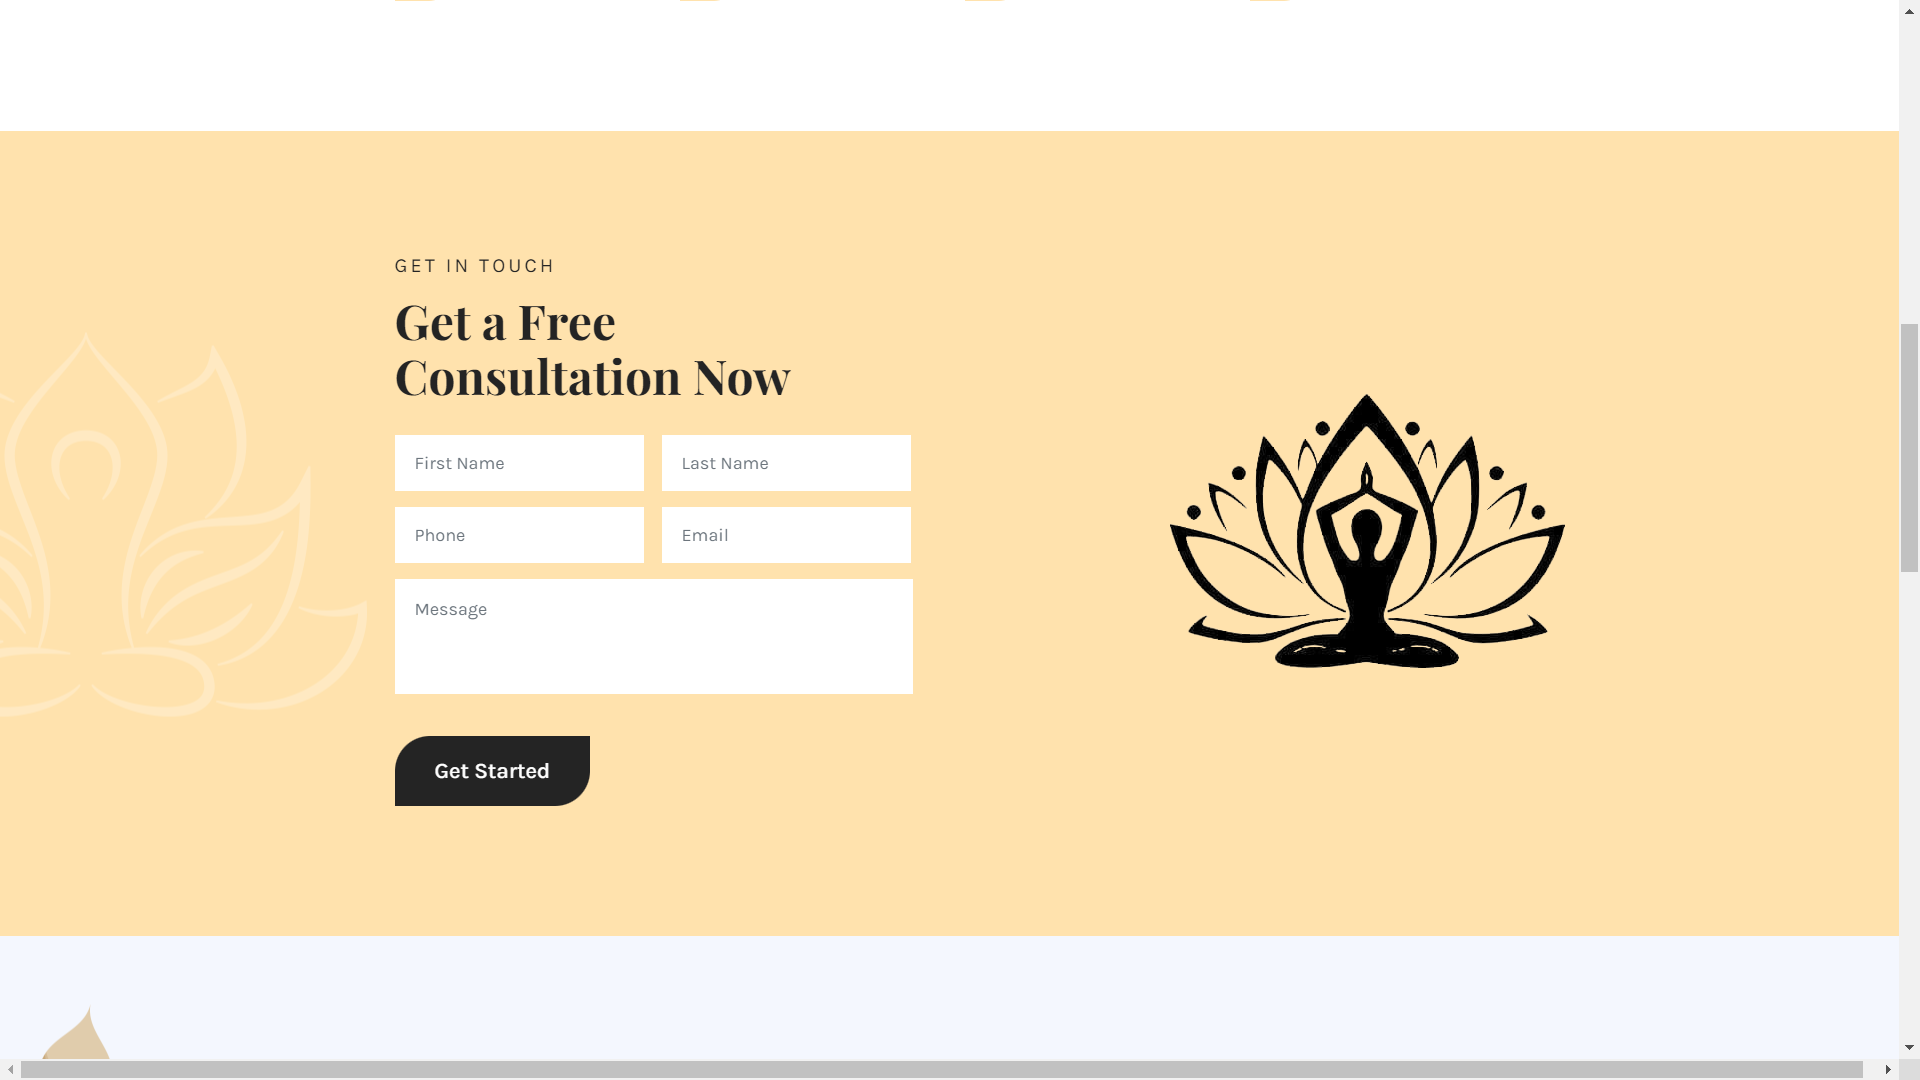 GET IN TOUCH
Get a Free
Consultation Now
First Name
Last Name
Phone
Email
Message
Get Started